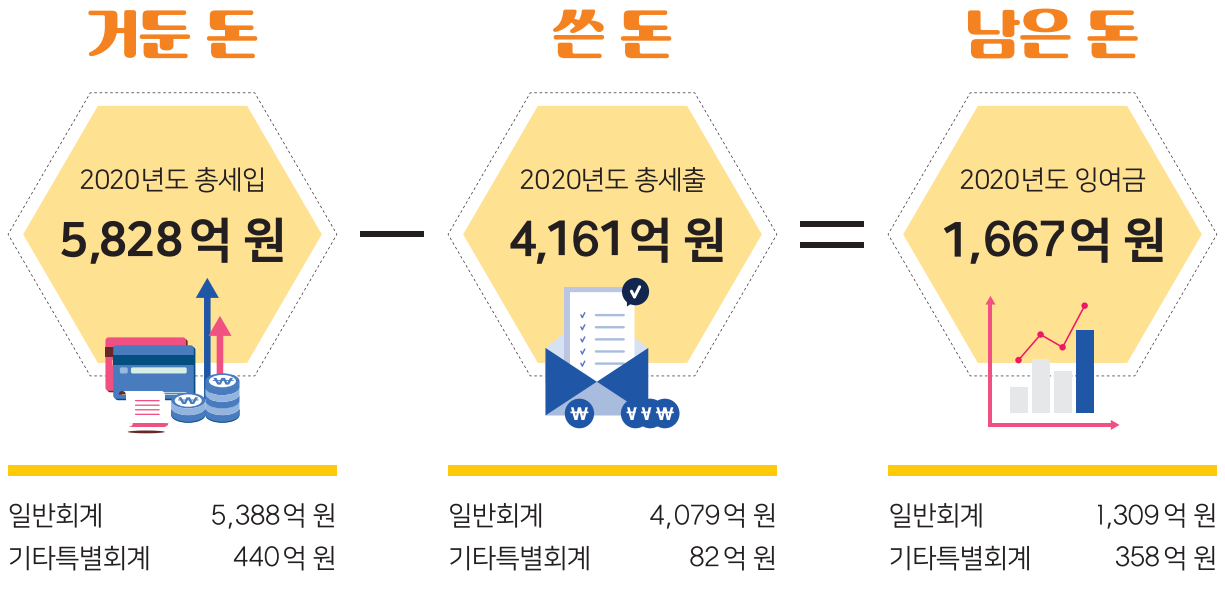 거둔 돈
2020년도 총세입
5,828억 원
일반회계 5,388억 원
기타특별회계 440억 원
쓴 돈
2020년도 총세출
4,161억 원
일반회계 4,079억 원
기타특별회계 82억 원
남은 돈
2020년도 잉여금
1,667억 원
일반회계 1,309억 원
기타특별회계 358억 원